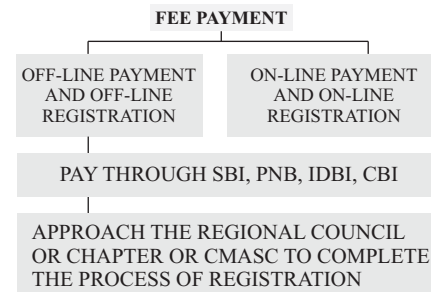 FEE PAYMENT
OFF-LINE PAYMENT
AND OFF-LINE
REGISTRATION
ON-LINE PAYMENT
AND ON-LINE
REGISTRATION
PAY THROUGH SBI, PNB, IDBI, CBI
APPROACH THE REGIONAL COUNCIL
OR CHAPTER OR CMASC TO COMPLETE
THE PROCESS OF REGISTRATION